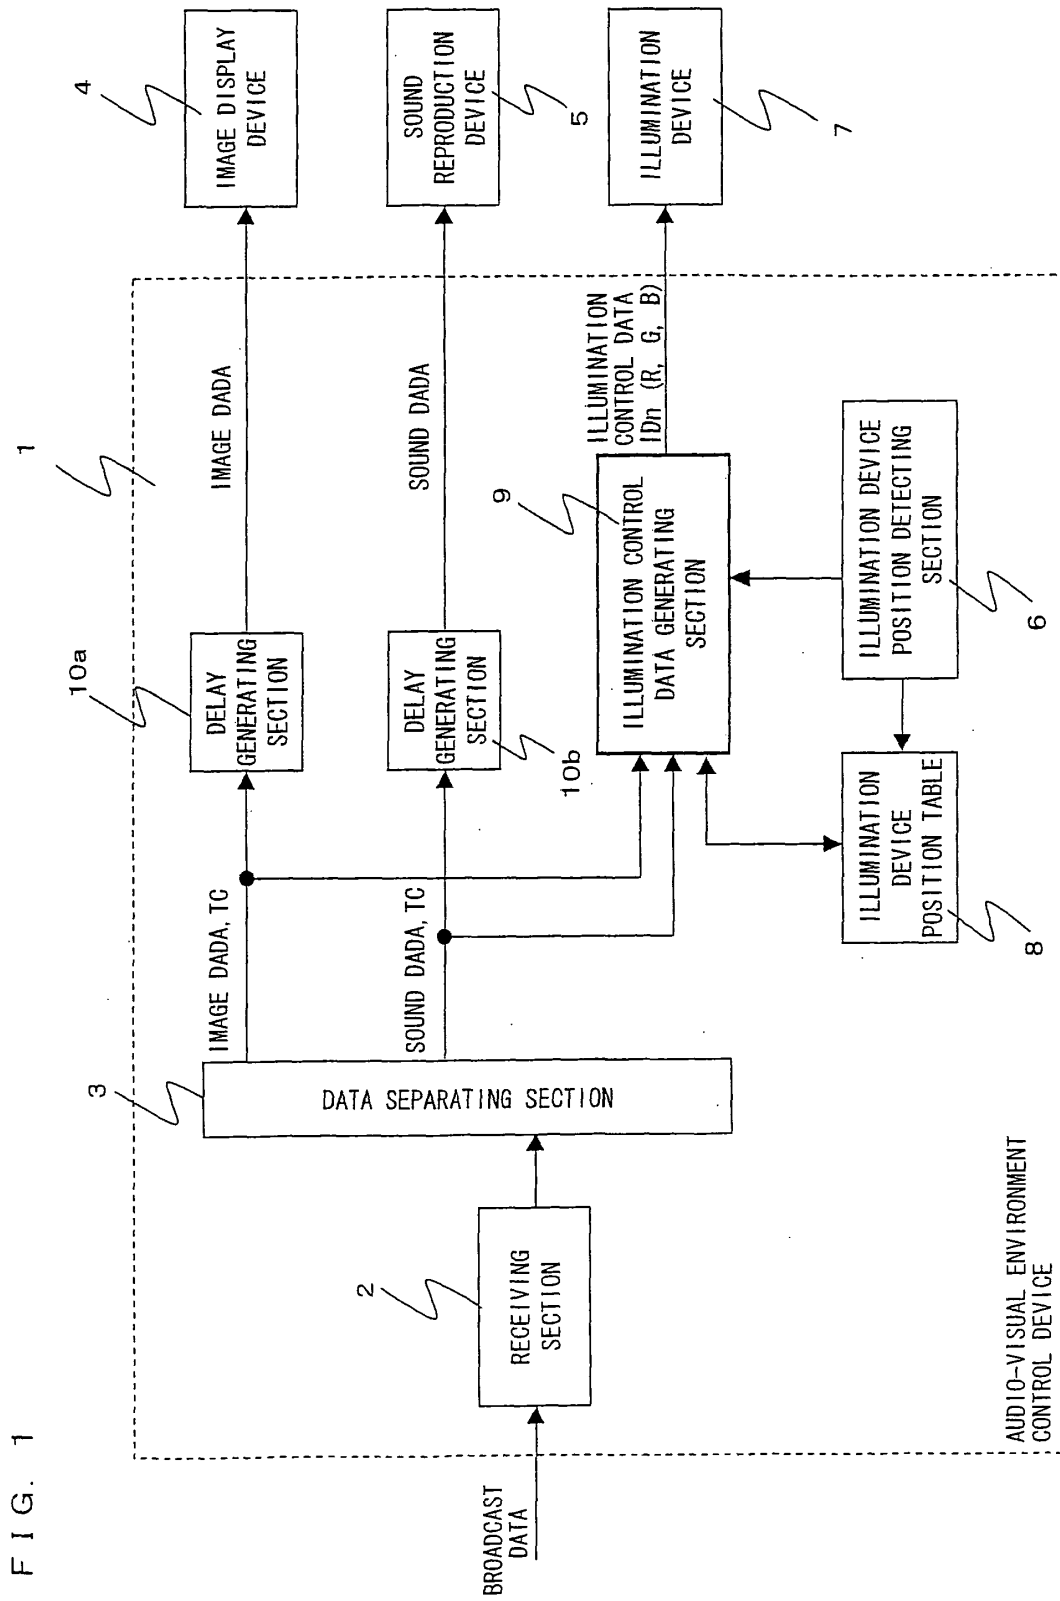 FIG. 1
1
BROADCAST
DATA
2
RECEIVING
SECTION
3
DATA SEPARATING SECTION
IMAGE DADA, TC
SOUND DADA, TC
10a
DELAY
GENERATING
SECTION
DELAY
GENERATING
SECTION
10b
IMAGE DADA
SOUND DADA
4
IMAGE DISPLAY
DEVICE
SOUND
REPRODUCTION
DEVICE
5
9
ILLUMINATION CONTROL
DATA GENERATING
SECTION
ILLUMINATION
CONTROL DATA
IDn (R, G, B)
ILLUMINATION
DEVICE
7
ILLUMINATION
DEVICE
POSITION TABLE
8
ILLUMINATION DEVICE
POSITION DETECTING
SECTION
6
AUDIO-VISUAL ENVIRONMENT
CONTROL DEVICE